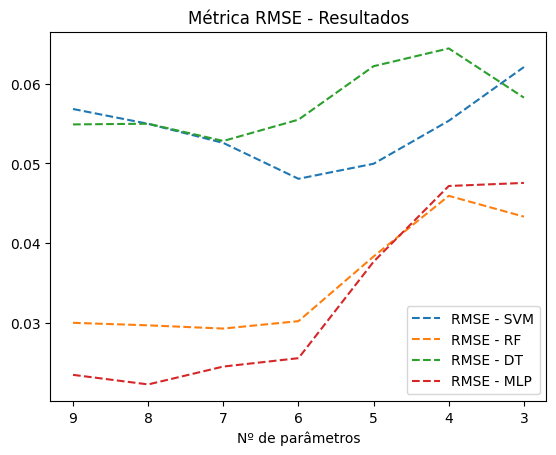 Métrica RMSE - Resultados
0.06
0.05
0.04
0.03
RMSE - SVM
RMSE - RF
RMSE - DT
RMSE - MLP
9 8 7 6 5 4 3
Nº de parâmetros